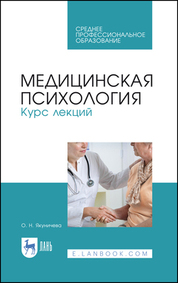 СРЕДНЕЕ
ПРОФЕССИОНАЛЬНОЕ
ОБРАЗОВАНИЕ
МЕДИЦИНСКАЯ
ПСИХОЛОГИЯ
Курс лекций
О. Н. Якуничева
ЛАНЬ
E.LANBOOK.COM